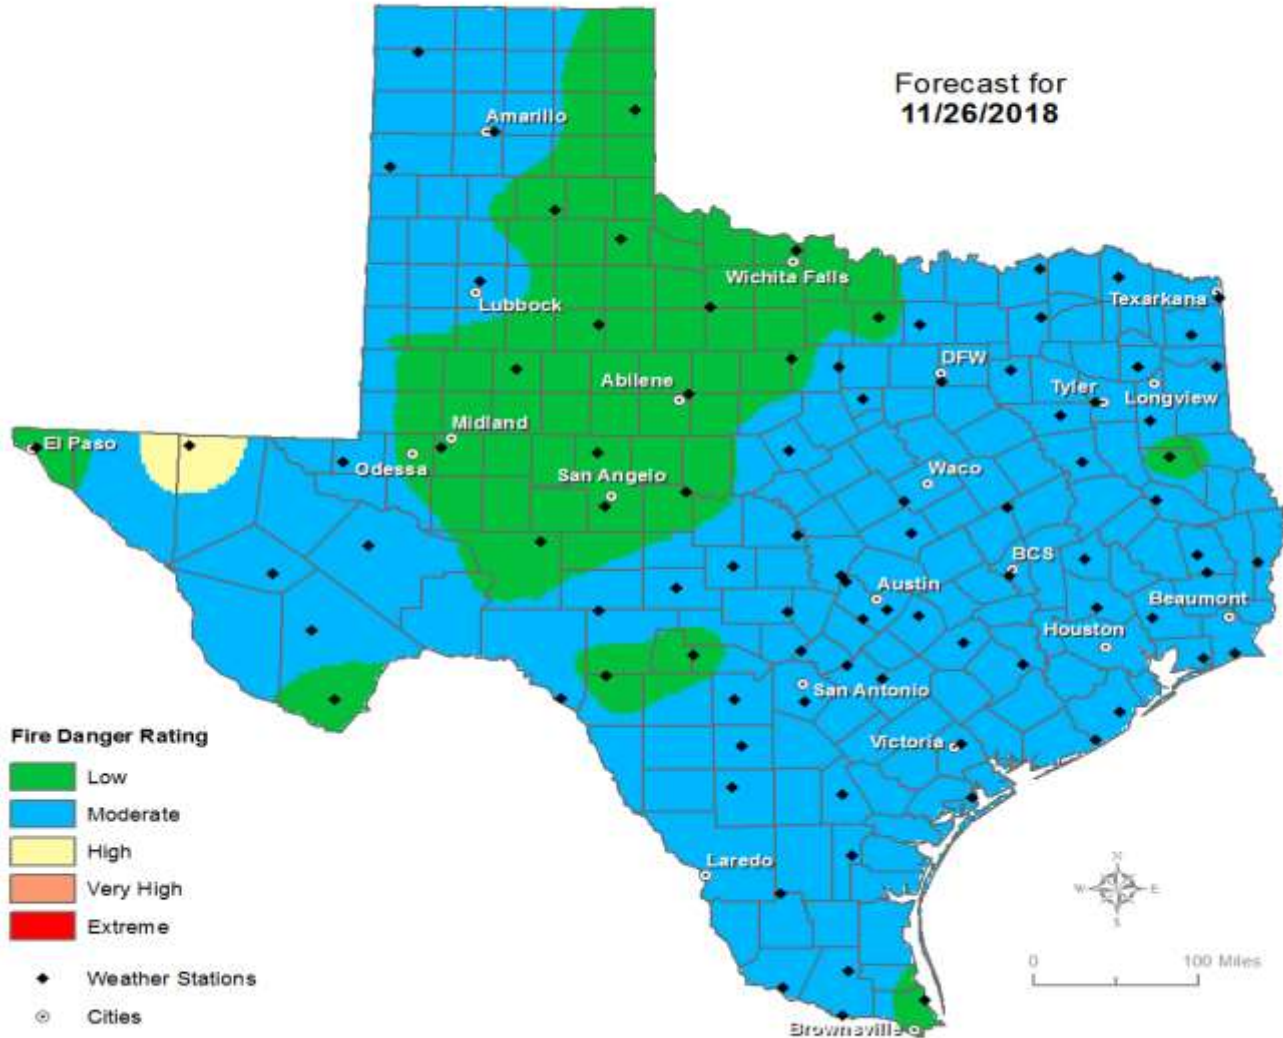 Forecast for
11/26/2018
Amarillo
Wichita Falls
Lubbock
Texarkana
DFW
Abilene
Tyler
Longview
Midland
El Paso
Odessa
San Angelo
Waco
BCS
Austin
Beaumont
Houston
San Antonio
Victoria
Laredo
Brownsville
Fire Danger Rating
Low
Moderate
High
Very High
Extreme
Weather Stations
Cities
N
W E
S
0 100 Miles